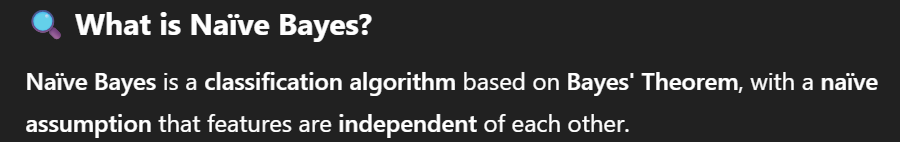 🔍 What is Naïve Bayes?
Naïve Bayes is a classification algorithm based on Bayes' Theorem, with a naïve
assumption that features are independent of each other.